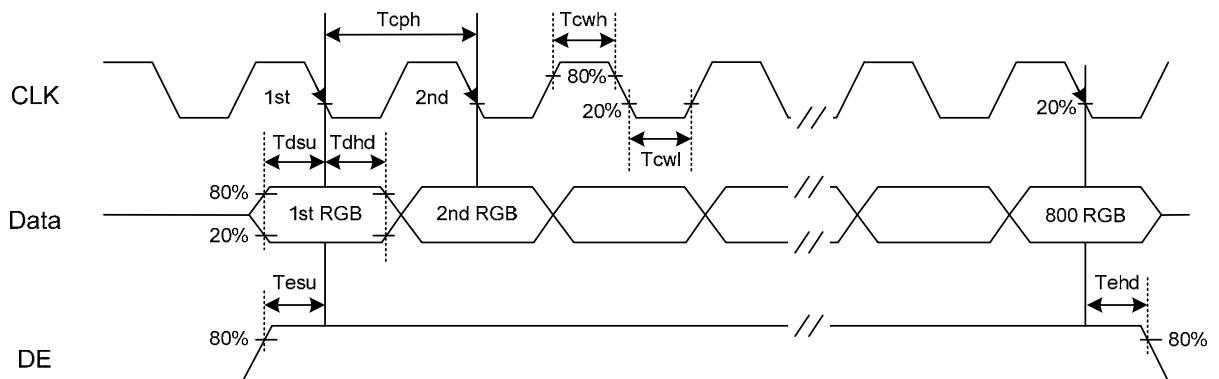 Tcph
Tcwh
CLK
1st
2nd
80%
20%
20%
Tcwl
Tdsu
Tdhd
Data
80%
20%
1st RGB
2nd RGB
800 RGB
Tesu
Tehd
DE
80%
80%